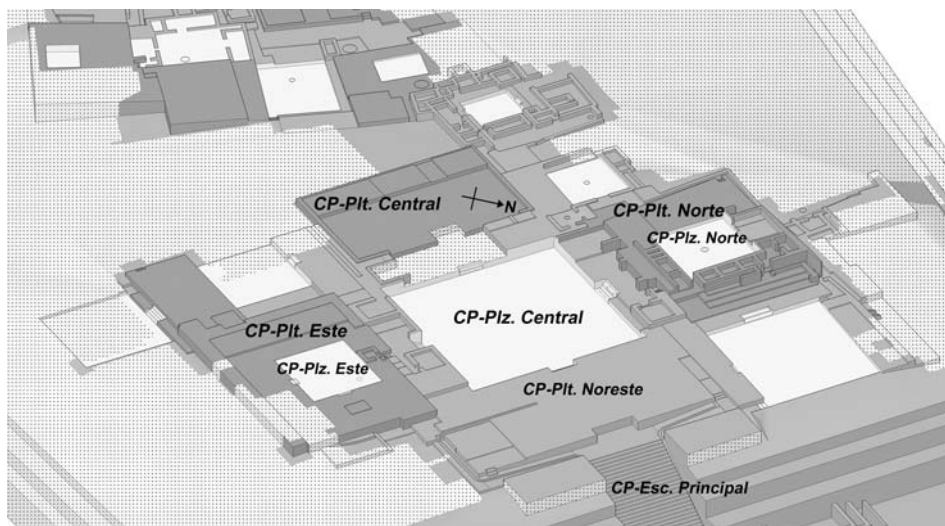 CP-Plt. Central
N
CP-Plt. Norte
CP-Plz. Norte
CP-Plz. Central
CP-Plt. Este
CP-Plz. Este
CP-Plt. Noreste
CP-Esc. Principal